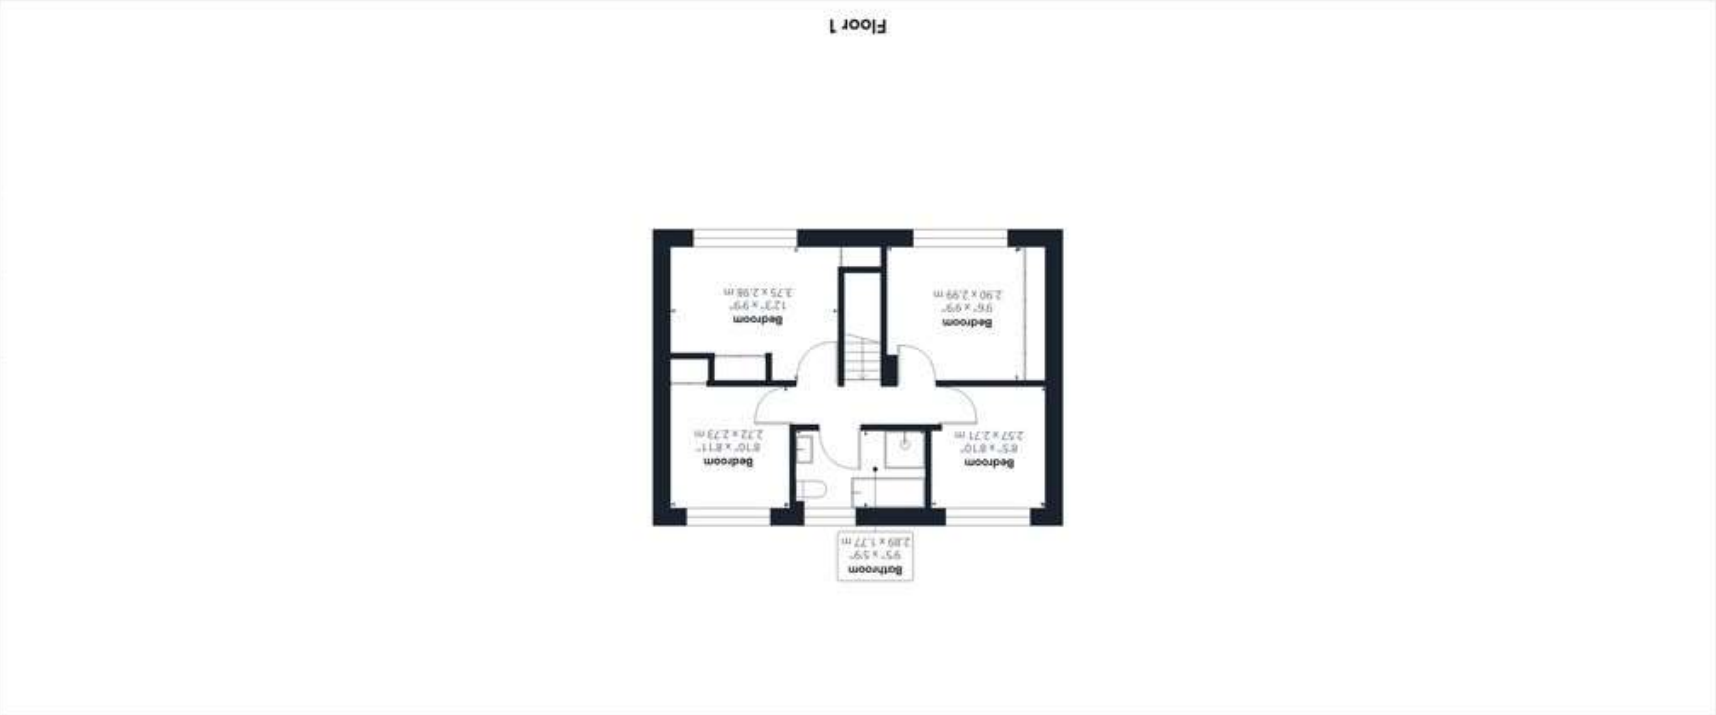 Bathroom
9'5" x 5'9"
2.89 x 1.77 m
Bedroom
8'5" x 8'10"
2.57 x 2.71 m
Bedroom
8'10" x 8'11"
2.72 x 2.73 m
Bedroom
9'6" x 9'9"
2.90 x 2.99 m
Bedroom
12'3" x 9'9"
3.75 x 2.98 m
Floor 1